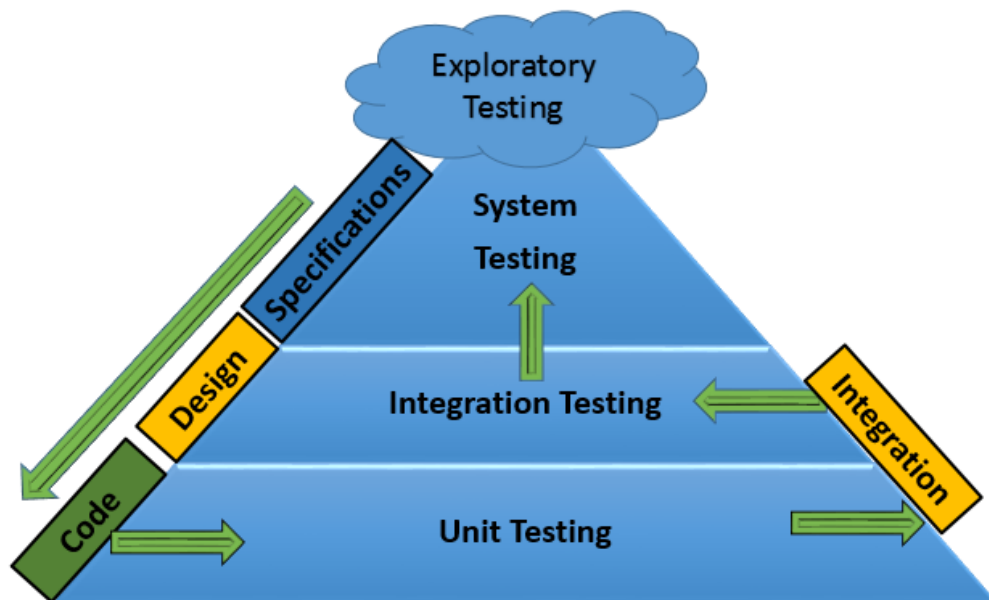 Exploratory
Testing
System
Testing
Specifications
Design
Integration Testing
Integration
Code
Unit Testing